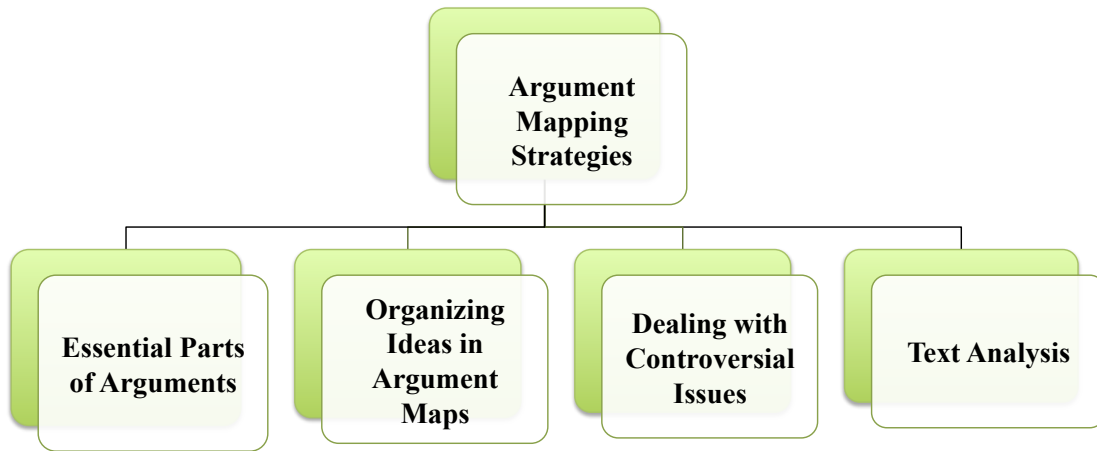 Argument
Mapping
Strategies
Essential Parts
of Arguments
Organizing
Ideas in
Argument
Maps
Dealing with
Controversial
Issues
Text Analysis